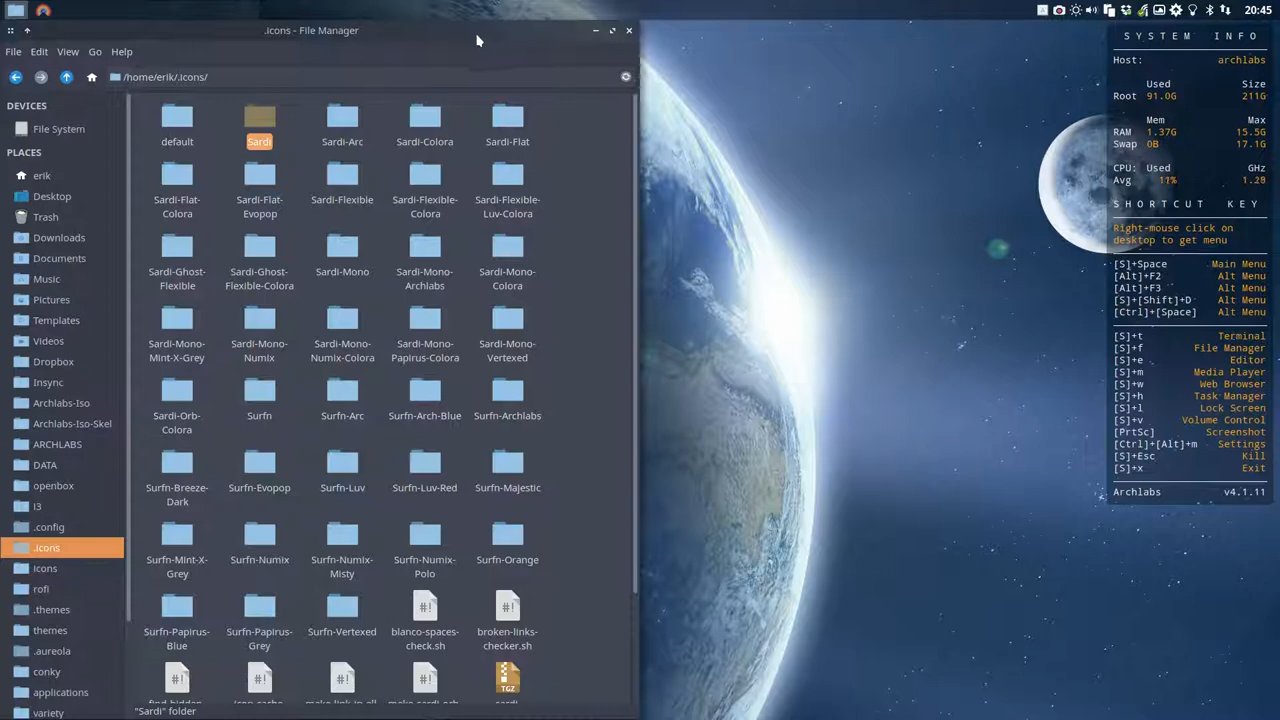 20:45
.icons - File Manager
File Edit View Go Help
/home/erik/.icons/
DEVICES
File System
PLACES
erik
Desktop
Trash
Downloads
Documents
Music
Pictures
Templates
Videos
Dropbox
Insync
Archlabs-Iso
Archlabs-Iso-Skel
ARCHLABS
DATA
openbox
I3
.config
.icons
Icons
rofi
.themes
themes
.aureola
conky
applications
variety
default Sardi Sardi-Arc Sardi-Colora Sardi-Flat
Sardi-Flat-Colora Sardi-Flat-Evopop Sardi-Flexible Sardi-Flexible-Colora Sardi-Flexible-Luv-Colora
Sardi-Ghost-Flexible Sardi-Ghost-Flexible-Colora Sardi-Mono Sardi-Mono-Archlabs Sardi-Mono-Colora
Sardi-Mono-MInt-X-Grey Sardi-Mono-Numix Sardi-Mono-Numix-Colora Sardi-Mono-Papirus-Colora Sardi-Mono-Vertexed
Sardi-Orb-Colora Surfn Surfn-Arc Surfn-Arch-Blue Surfn-Archlabs
Surfn-Breeze-Dark Surfn-Evopop Surfn-Luv Surfn-Luv-Red Surfn-Majestic
Surfn-MInt-X-Grey Surfn-Numix Surfn-Numix-Misty Surfn-Numix-Polo Surfn-Orange
Surfn-Papirus-Blue Surfn-Papirus-Grey Surfn-Vertexed blanco-spaces-check.sh broken-links-checker.sh
TGZ
"Sardi" folder
SYSTEM INFO
Host: archlabs
Used Size
Root 91.0G 211G
Mem Max
RAM 1.37G 15.5G
Swap 0B 17.1G
CPU: Used GHz
Avg 11% 1.28
SHORTCUT KEY
Right-mouse click on
desktop to get menu
[S]+Space Main Menu
[Alt]+F2 Alt Menu
[Alt]+F3 Alt Menu
[S]+[Shift]+D Alt Menu
[Ctrl]+[Space] Alt Menu
[S]+t Terminal
[S]+f File Manager
[S]+e Editor
[S]+m Media Player
[S]+w Web Browser
[S]+h Task Manager
[S]+l Lock Screen
[S]+v Volume Control
[PrtSc] Screenshot
[Ctrl]+[Alt]+m Settings
[S]+Esc Kill
[S]+x Exit
Archlabs v4.1.11